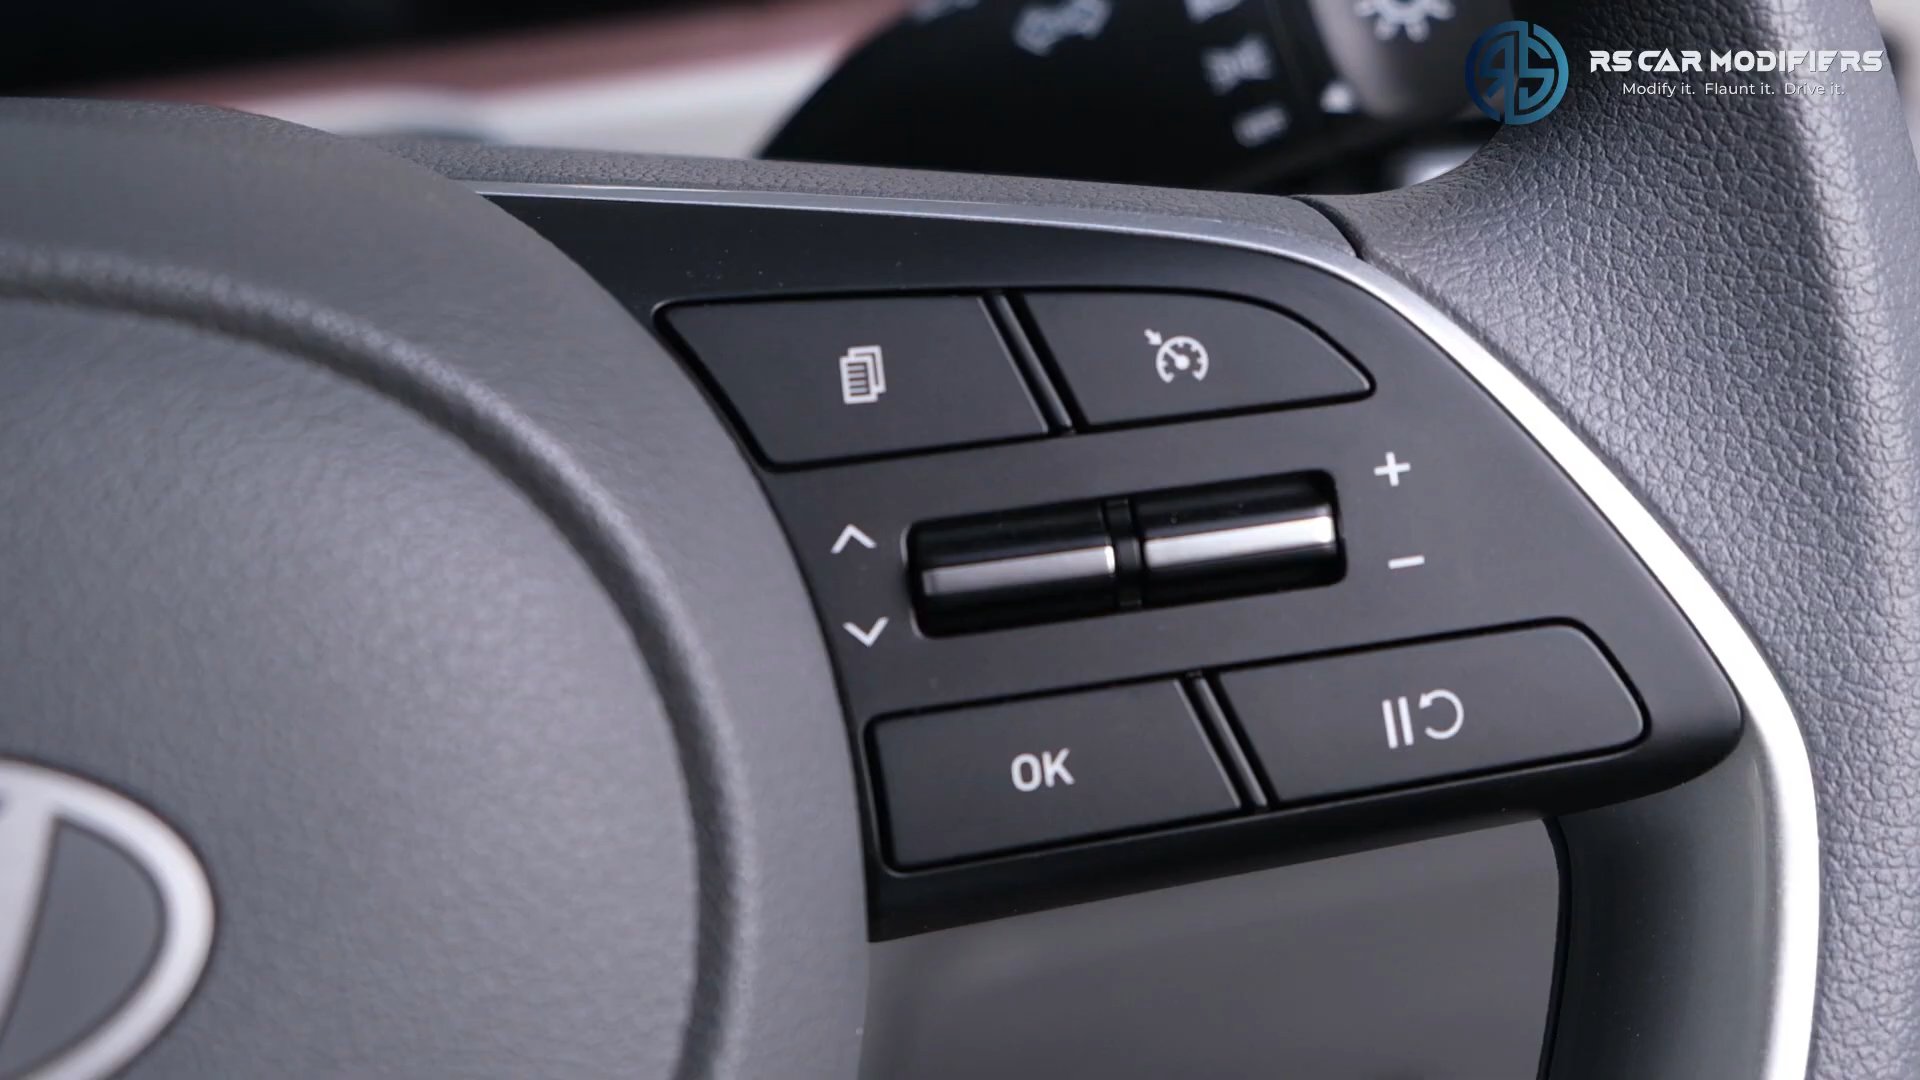 RS CAR MODIFIERS
Modify it. Flaunt it. Drive it.
+
−
OK